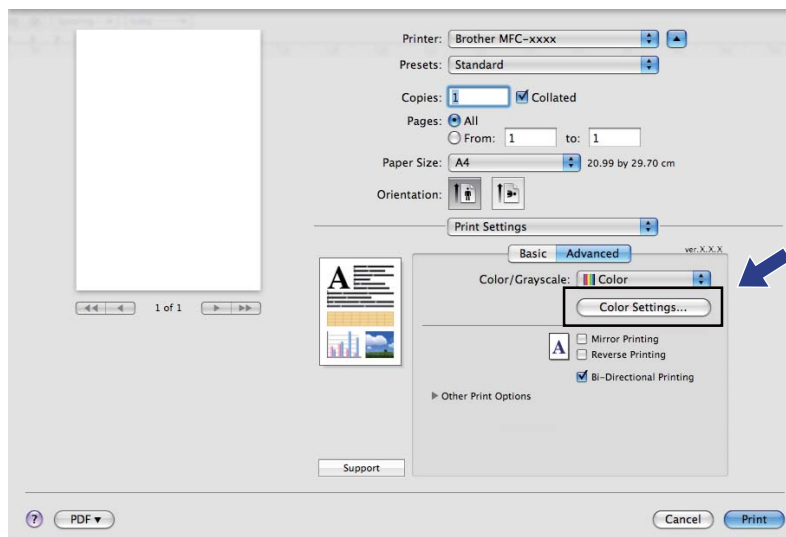 Printer: Brother MFC-xxxx
Presets: Standard
Copies: 1 Collated
Pages: All
From: 1 to: 1
Paper Size: A4 20.99 by 29.70 cm
Orientation:
Print Settings
Basic Advanced ver.X.X.X
Color/Grayscale: Color
Color Settings...
A
1 of 1
A Mirror Printing
Reverse Printing
Bi-Directional Printing
Other Print Options
Support
? PDF Cancel Print